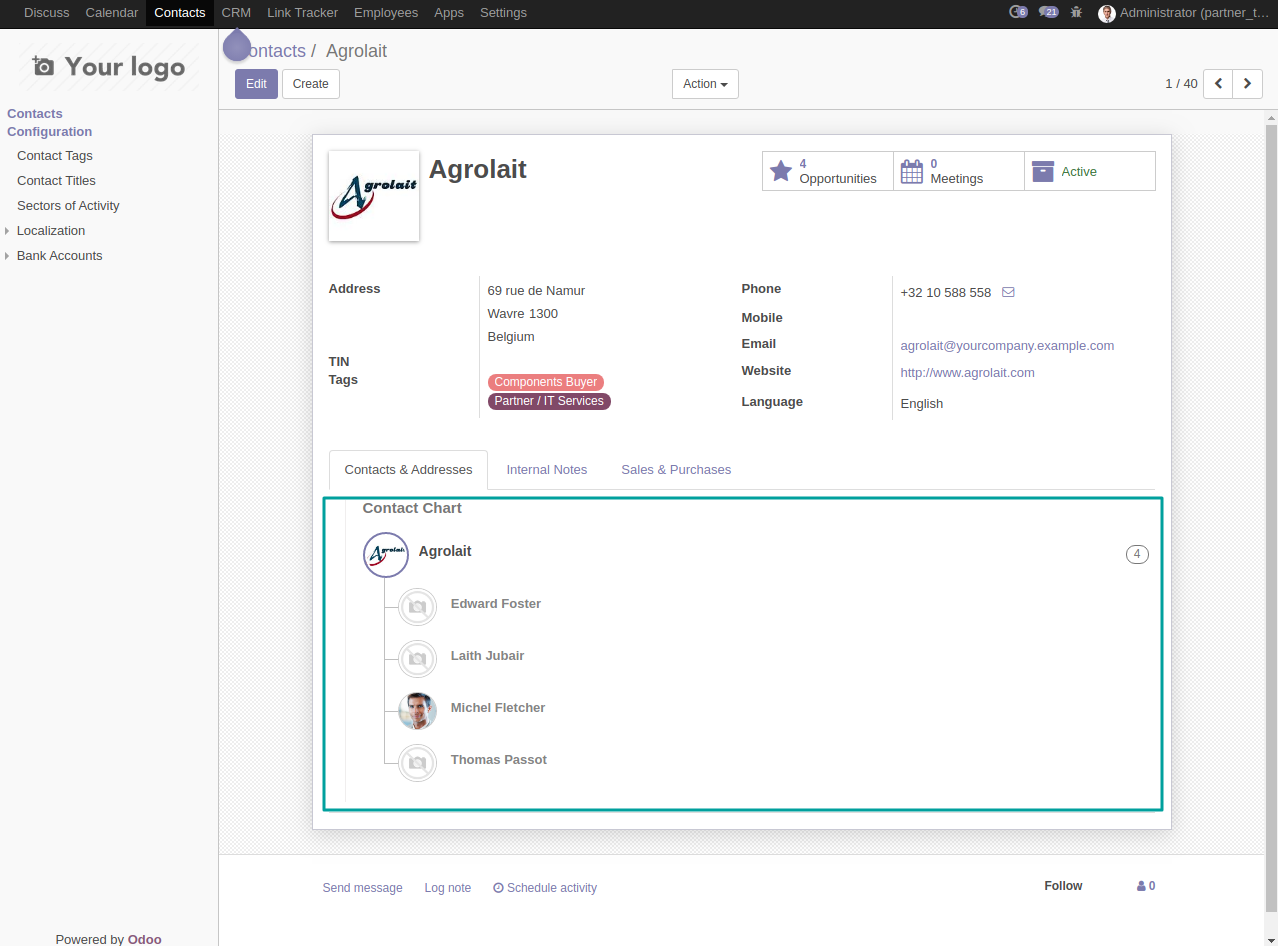 Discuss Calendar Contacts CRM Link Tracker Employees Apps Settings 6 21 Administrator (partner_t…
Your logo
Contacts
Configuration
Contact Tags
Contact Titles
Sectors of Activity
Localization
Bank Accounts
Powered by Odoo
ontacts / Agrolait
Edit Create Action 1 / 40
Agrolait
Agrolait
4 Opportunities
0 Meetings
Active
Address 69 rue de Namur
Wavre 1300
Belgium
TIN
Tags Components Buyer
Partner / IT Services
Phone +32 10 588 558
Mobile
Email agrolait@yourcompany.example.com
Website http://www.agrolait.com
Language English
Contacts & Addresses Internal Notes Sales & Purchases
Contact Chart
Agrolait Agrolait 4
Edward Foster
Laith Jubair
Michel Fletcher
Thomas Passot
Send message Log note Schedule activity Follow 0